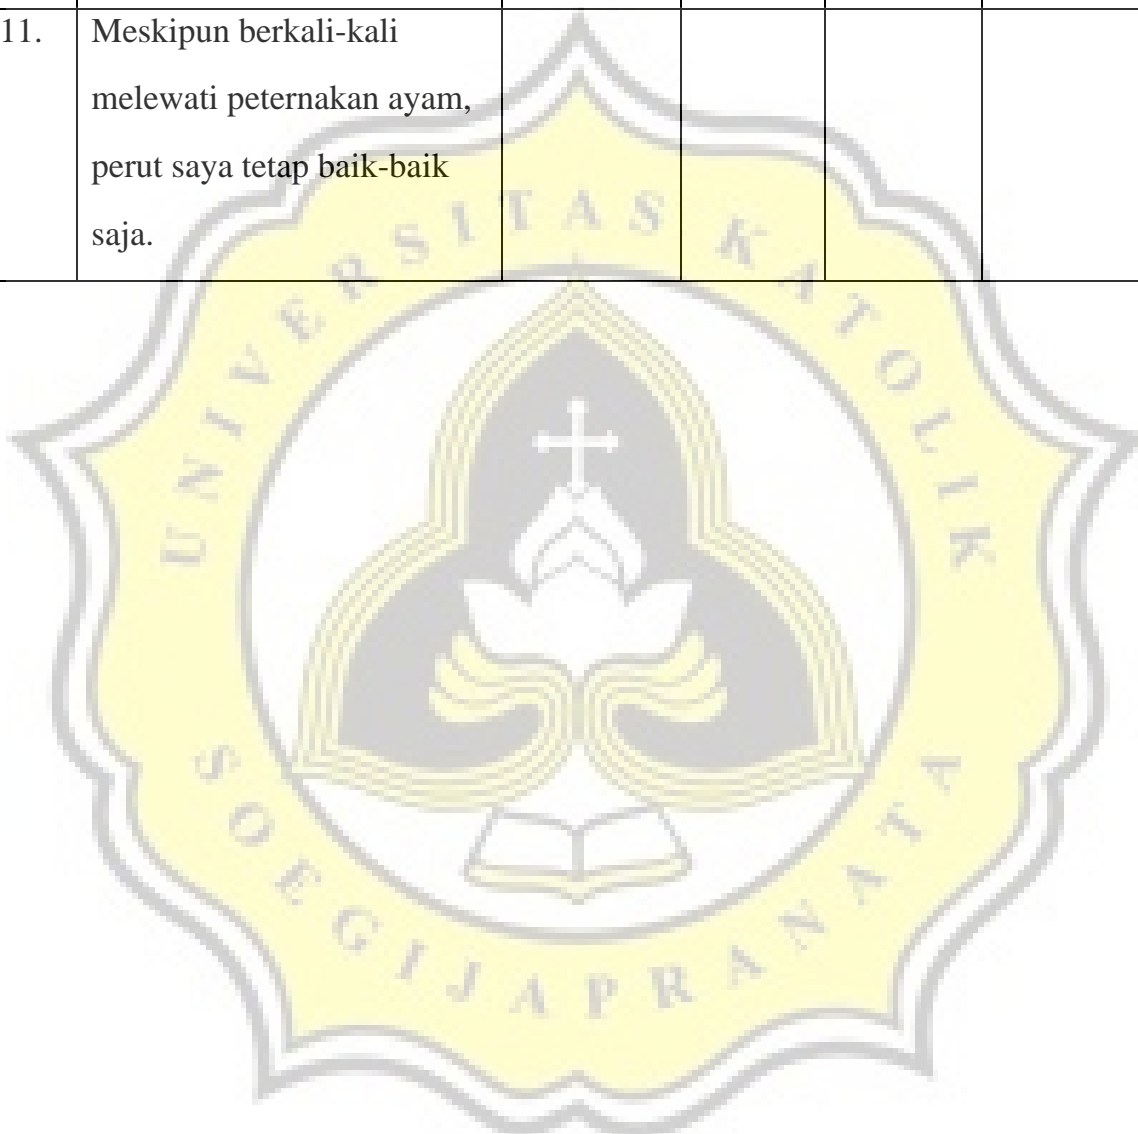 11. Meskipun berkali-kali
melewati peternakan ayam,
perut saya tetap baik-baik
saja.
UNIVERSITAS KATOLIK
SOEGIJAPRANATA